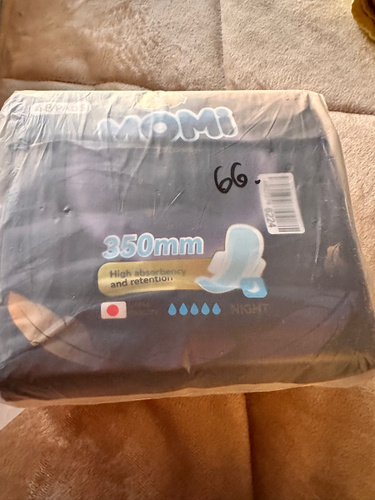 MOMi
66.
350mm
High absorbency
and retention
NIGHT